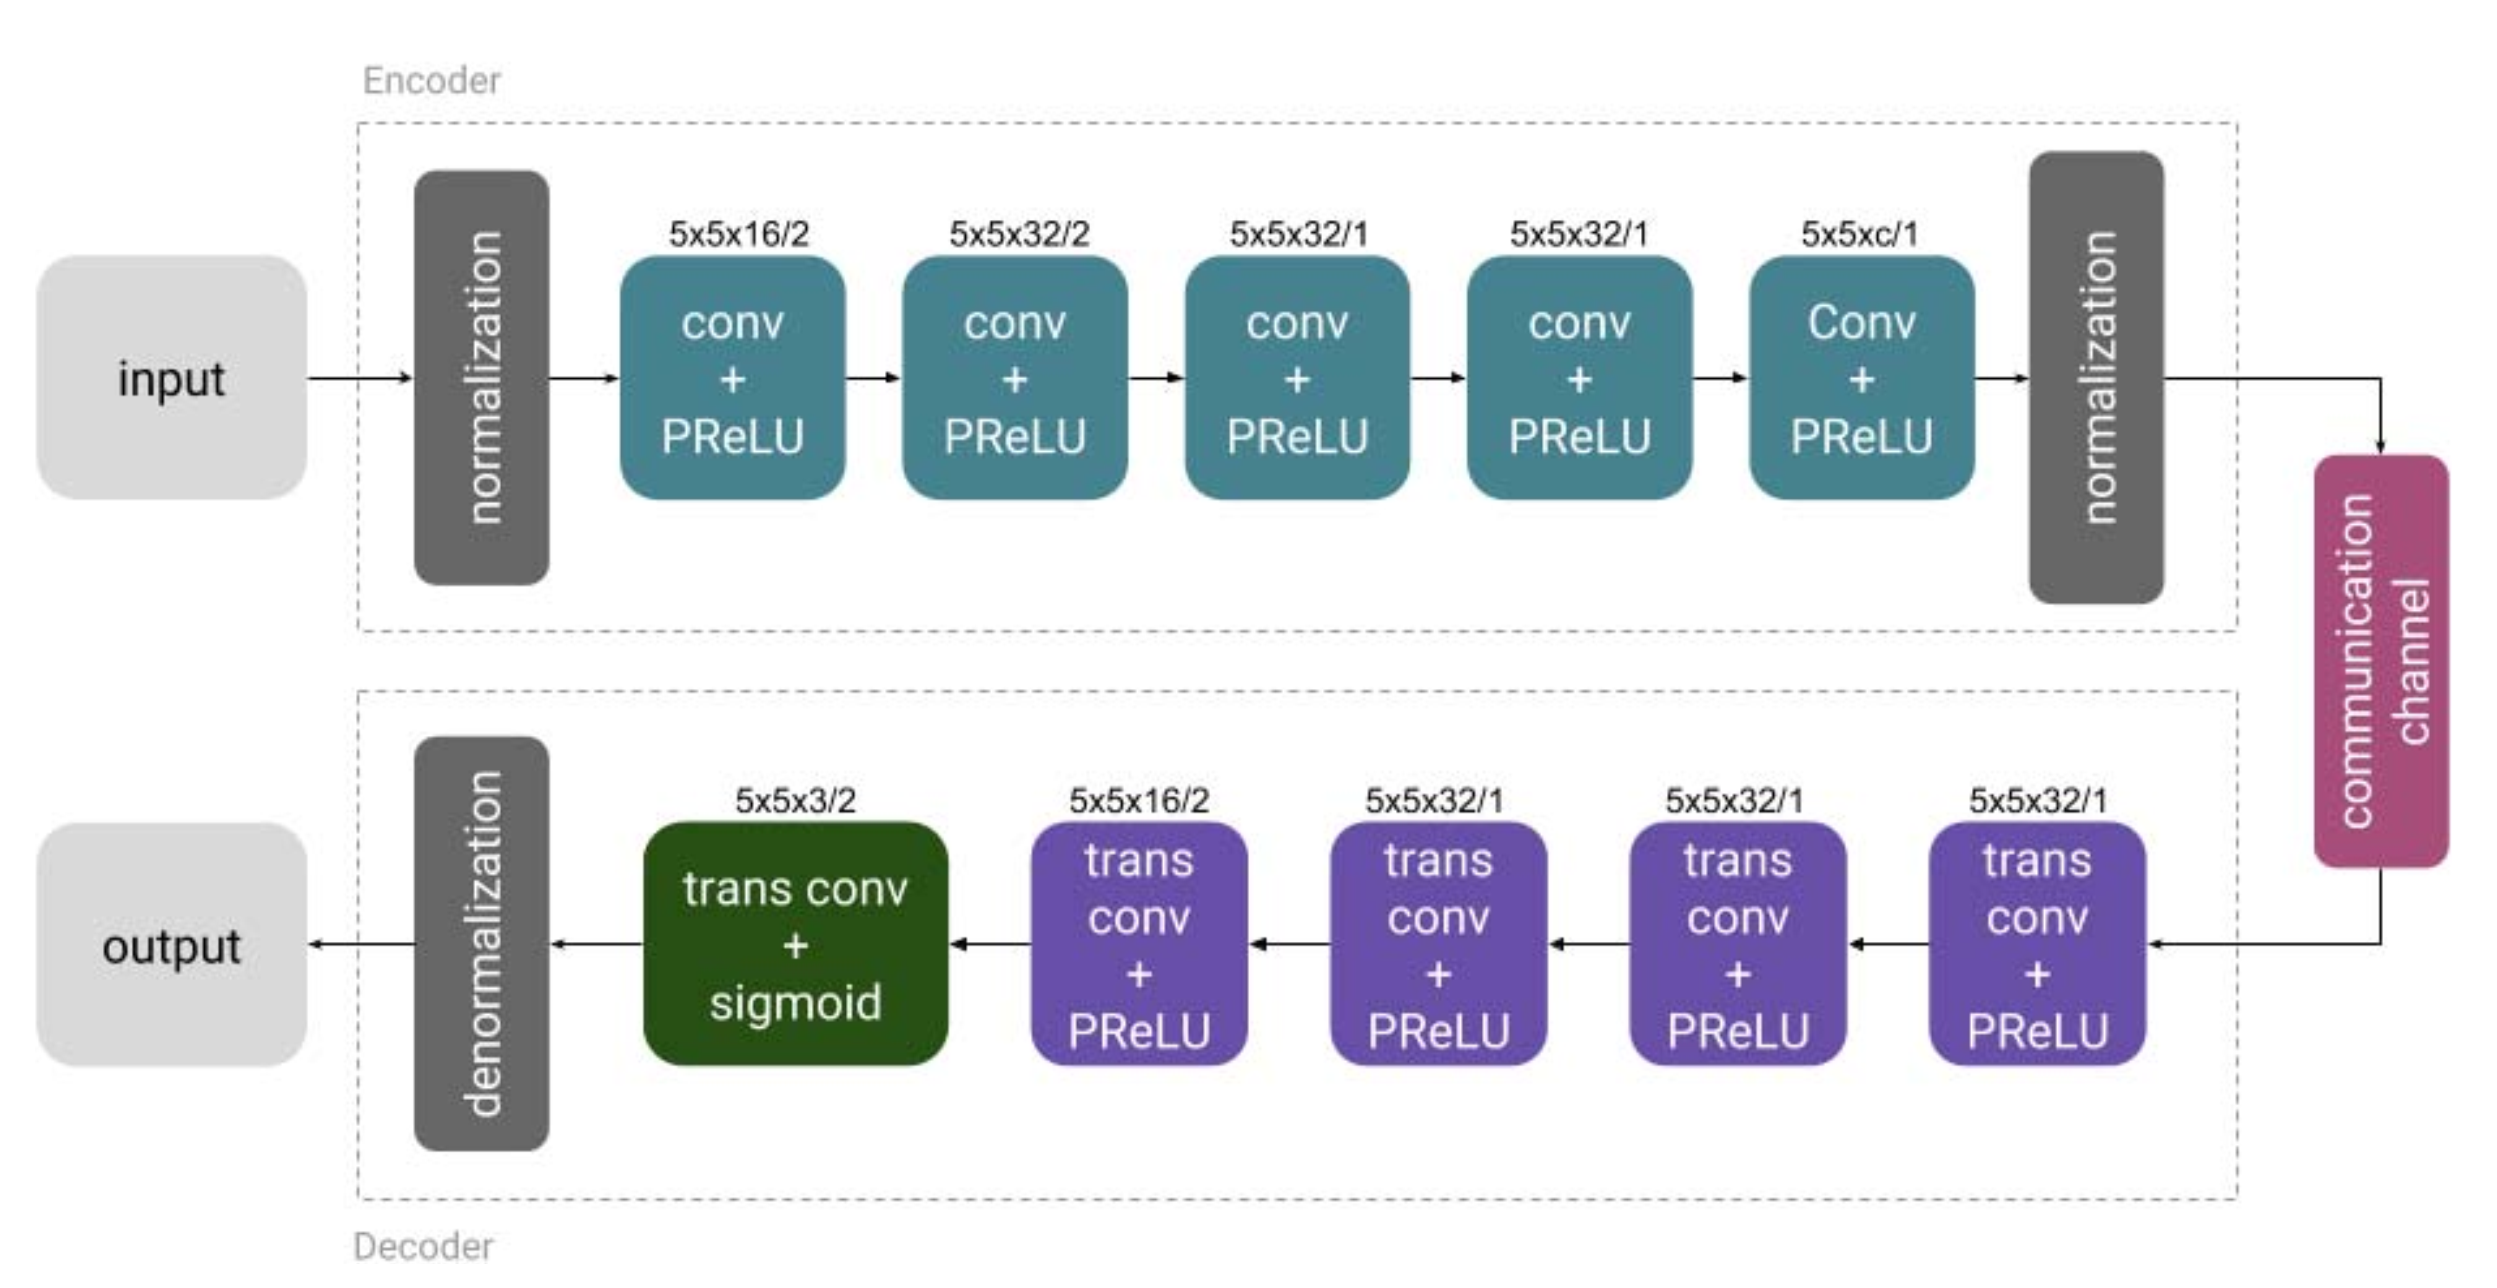 Encoder
input
normalization
5x5x16/2
conv
+
PReLU
5x5x32/2
conv
+
PReLU
5x5x32/1
conv
+
PReLU
5x5x32/1
conv
+
PReLU
5x5xc/1
Conv
+
PReLU
normalization
communication
channel
5x5x32/1
trans
conv
+
PReLU
5x5x32/1
trans
conv
+
PReLU
5x5x32/1
trans
conv
+
PReLU
5x5x16/2
trans
conv
+
PReLU
5x5x3/2
trans conv
+
sigmoid
denormalization
output
Decoder